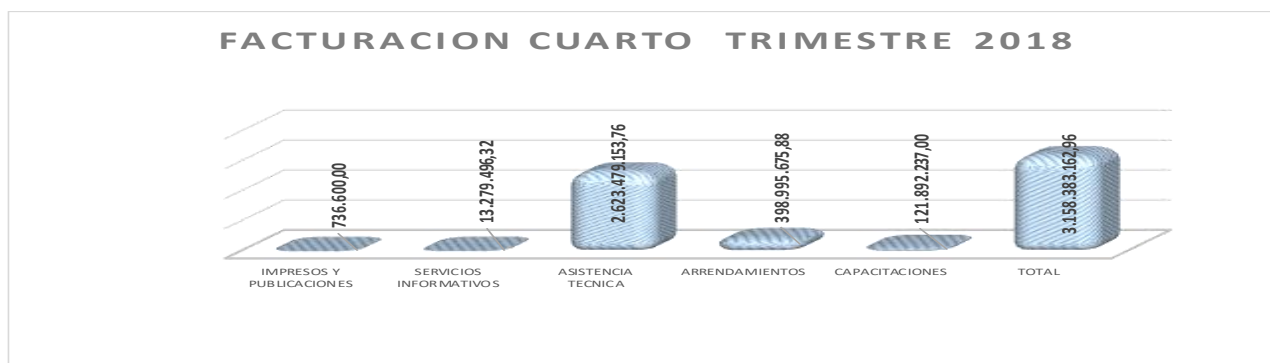 FACTURACION CUARTO TRIMESTRE 2018
736.600,00
13.279.496,32
2.623.479.153,76
398.995.675,88
121.892.237,00
3.158.383.162,96
IMPRESOS Y
PUBLICACIONES
SERVICIOS
INFORMATIVOS
ASISTENCIA
TECNICA
ARRENDAMIENTOS
CAPACITACIONES
TOTAL